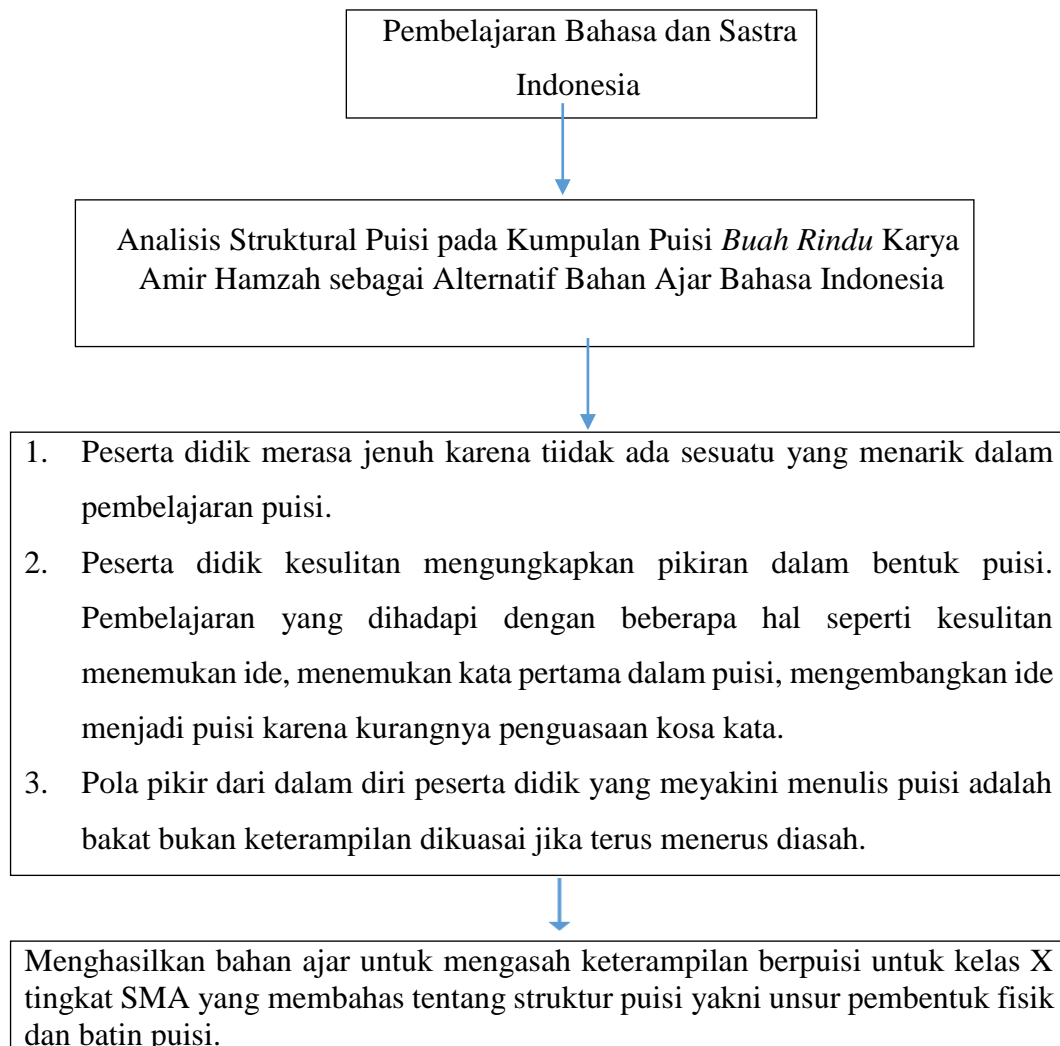 Pembelajaran Bahasa dan Sastra
Indonesia
Analisis Struktural Puisi pada Kumpulan Puisi Buah Rindu Karya
Amir Hamzah sebagai Alternatif Bahan Ajar Bahasa Indonesia
1. Peserta didik merasa jenuh karena tiidak ada sesuatu yang menarik dalam
pembelajaran puisi.
2. Peserta didik kesulitan mengungkapkan pikiran dalam bentuk puisi.
Pembelajaran yang dihadapi dengan beberapa hal seperti kesulitan
menemukan ide, menemukan kata pertama dalam puisi, mengembangkan ide
menjadi puisi karena kurangnya penguasaan kosa kata.
3. Pola pikir dari dalam diri peserta didik yang meyakini menulis puisi adalah
bakat bukan keterampilan dikuasai jika terus menerus diasah.
Menghasilkan bahan ajar untuk mengasah keterampilan berpuisi untuk kelas X
tingkat SMA yang membahas tentang struktur puisi yakni unsur pembentuk fisik
dan batin puisi.